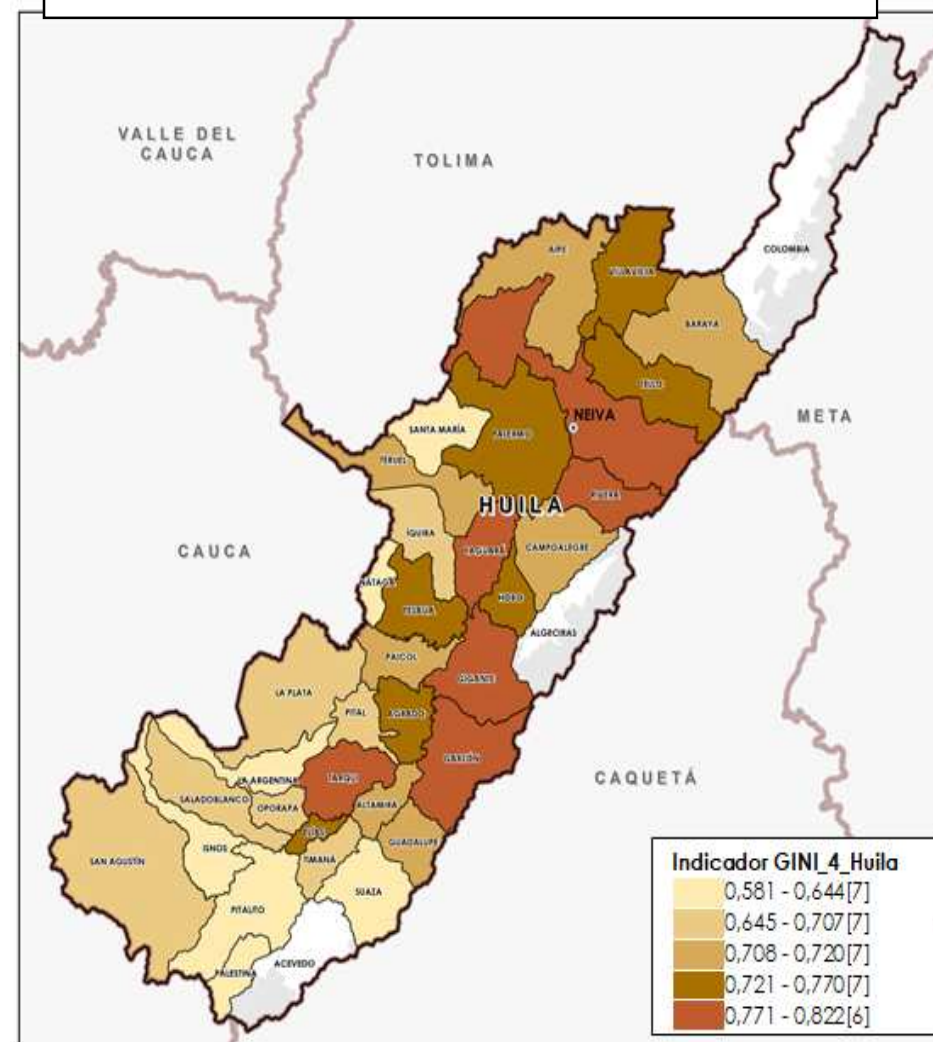 VALLE DEL
CAUCA
TOLIMA
COLOMBIA
AIPE
VILLAVIEJA
BARAYA
TELLO
META
NEIVA
SANTA MARÍA
PALERMO
TERUEL
HUILA
RIVERA
ÍQUIRA
CAUCA
YAGUARÁ
CAMPOALEGRE
NÁTAGA
HOBO
TESALIA
ALGECIRAS
PAICOL
GIGANTE
LA PLATA
PITAL
AGRADO
GARZÓN
CAQUETÁ
LA ARGENTINA
TARQUI
SALADOBLANCO
OPORAPA
ALTAMIRA
ELÍAS
GUADALUPE
ISNOS
TIMANÁ
SAN AGUSTÍN
SUAZA
PITALITO
ACEVEDO
PALESTINA
Indicador GINI_4_Huila
0,581 - 0,644[7]
0,645 - 0,707[7]
0,708 - 0,720[7]
0,721 - 0,770[7]
0,771 - 0,822[6]